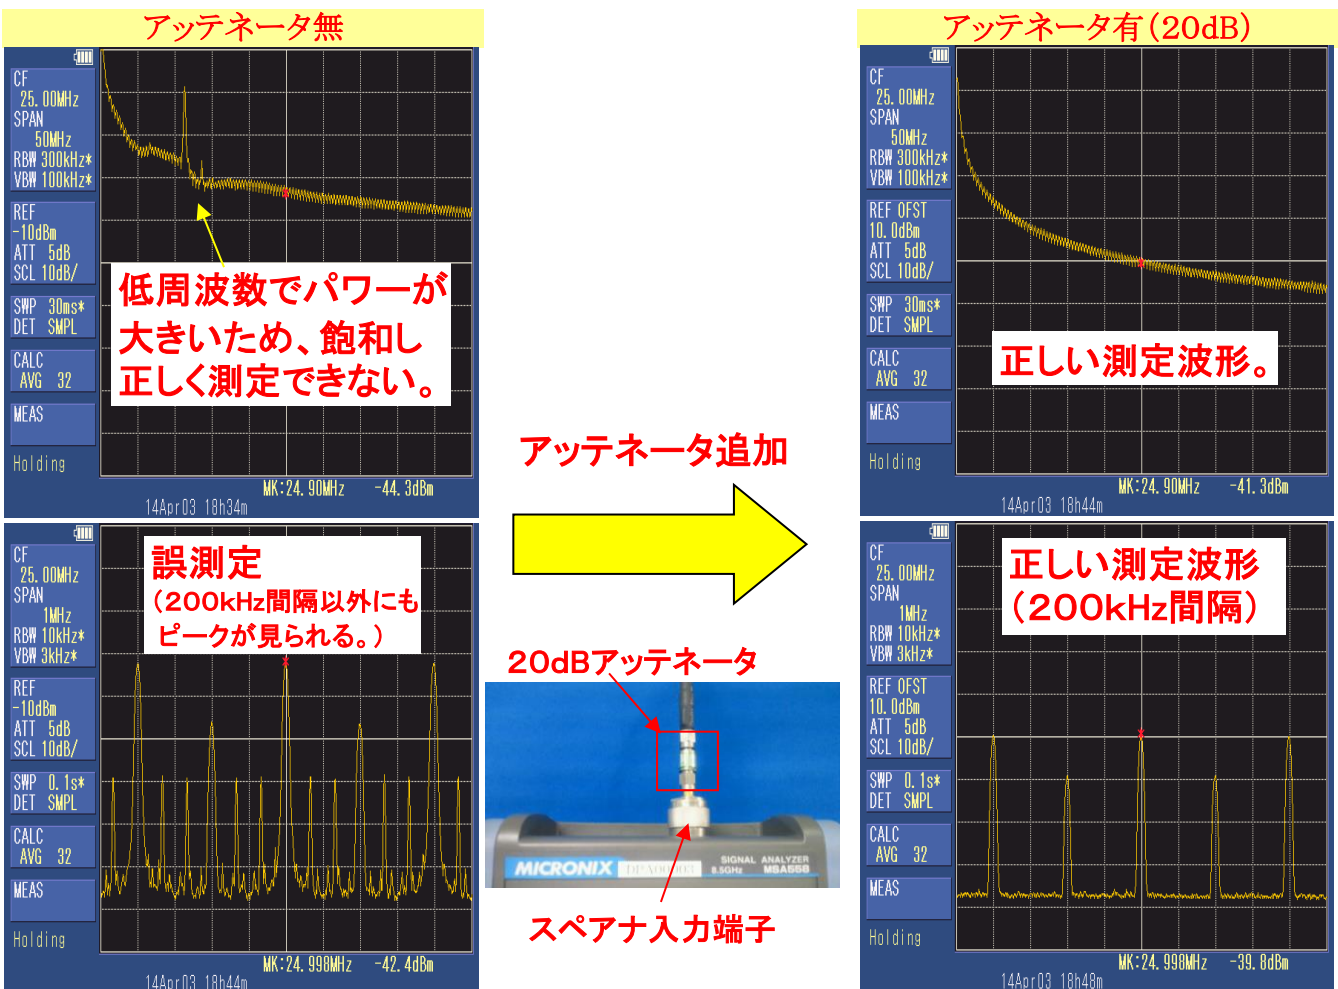 アッテネータ無
CF
25.00MHz
SPAN
50MHz
RBW 300kHz*
VBW 100kHz*
REF
-10dBm
ATT 5dB
SCL 10dB/
SWP 30ms*
DET SMPL
CALC
AVG 32
MEAS
Holding
低周波数でパワーが
大きいため、飽和し
正しく測定できない。
MK:24.90MHz -44.3dBm
14Apr03 18h34m
アッテネータ有(20dB)
CF
25.00MHz
SPAN
50MHz
RBW 300kHz*
VBW 100kHz*
REF OFST
10.0dBm
ATT 5dB
SCL 10dB/
SWP 30ms*
DET SMPL
CALC
AVG 32
MEAS
Holding
正しい測定波形。
MK:24.90MHz -41.3dBm
14Apr03 18h44m
アッテネータ追加
CF
25.00MHz
SPAN
1MHz
RBW 10kHz*
VBW 3kHz*
REF
-10dBm
ATT 5dB
SCL 10dB/
SWP 0.1s*
DET SMPL
CALC
AVG 32
MEAS
Holding
誤測定
(200kHz間隔以外にも
ピークが見られる。)
MK:24.998MHz -42.4dBm
14Apr03 18h44m
20dBアッテネータ
MICRONIX
DPA00003
SIGNAL ANALYZER
8.5GHz MSA558
スペアナ入力端子
CF
25.00MHz
SPAN
1MHz
RBW 10kHz*
VBW 3kHz*
REF OFST
10.0dBm
ATT 5dB
SCL 10dB/
SWP 0.1s*
DET SMPL
CALC
AVG 32
MEAS
Holding
正しい測定波形
(200kHz間隔)
MK:24.998MHz -39.8dBm
14Apr03 18h48m